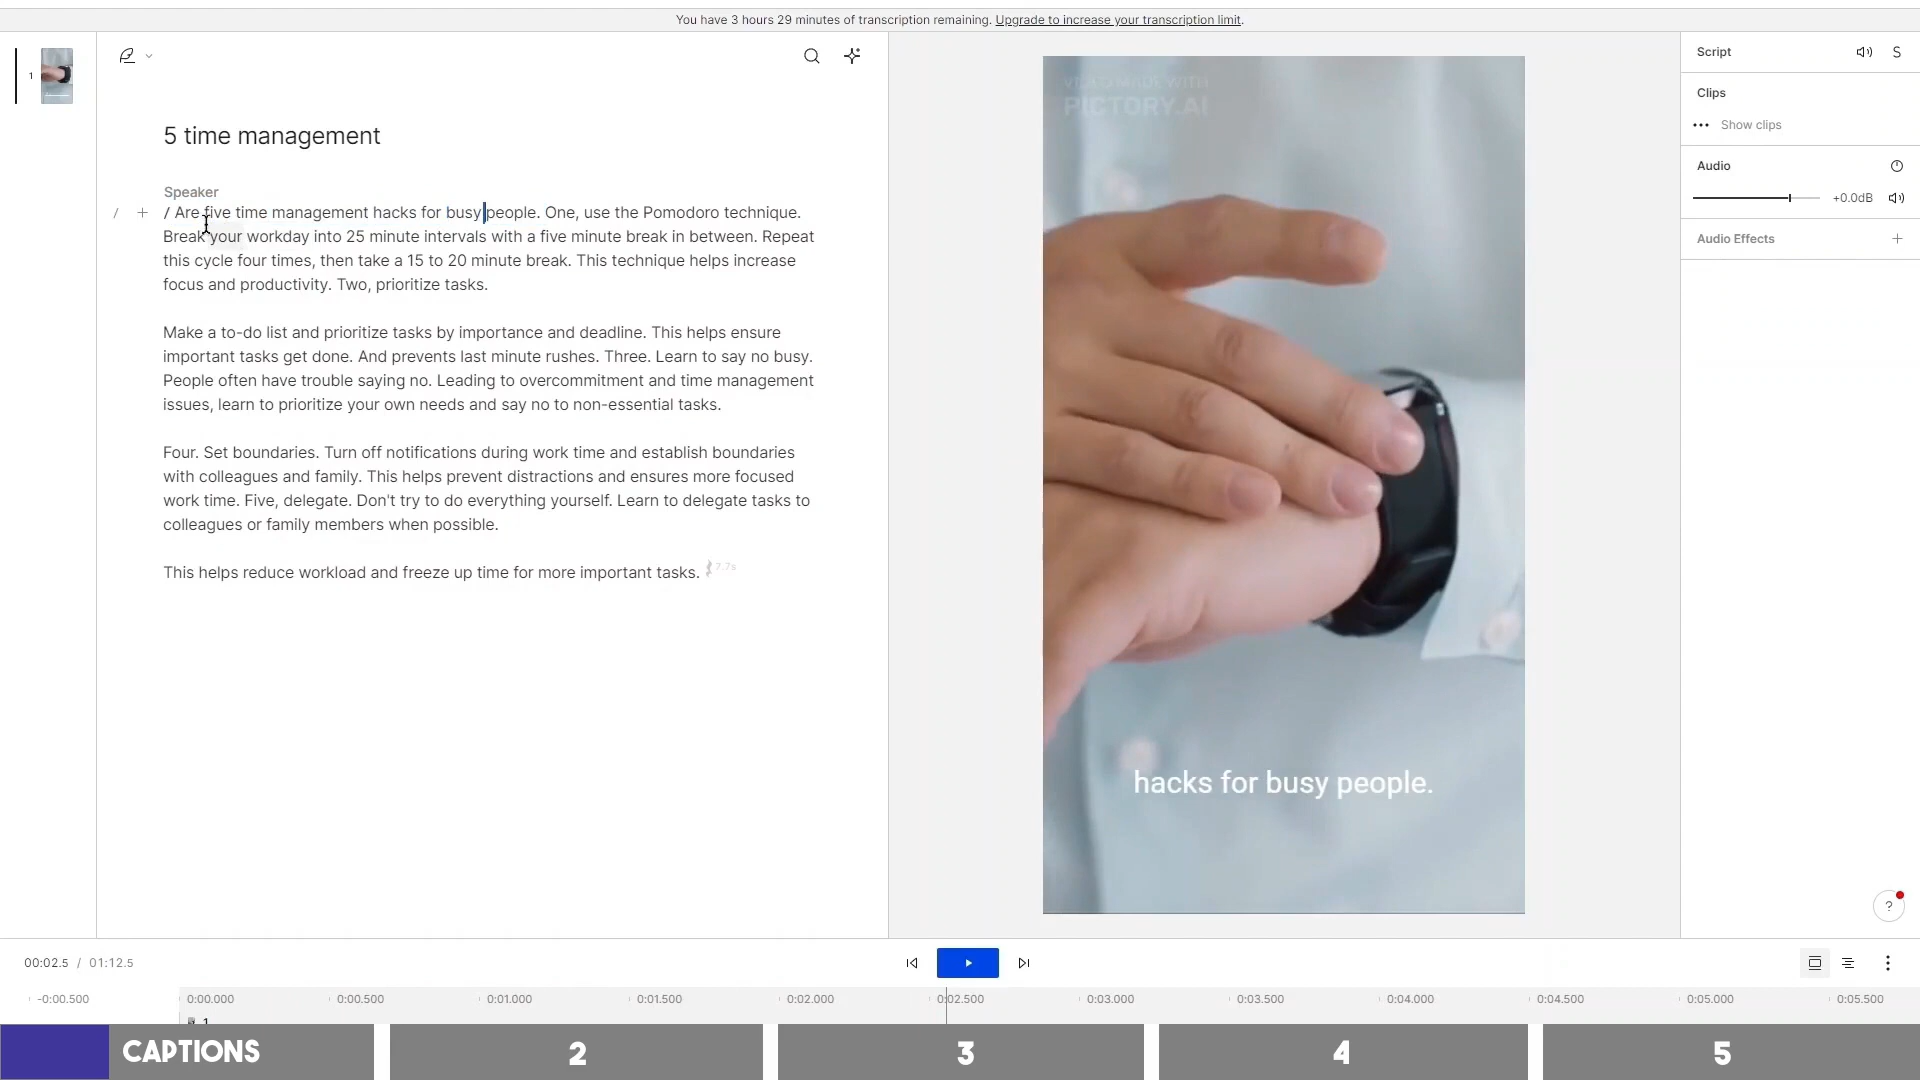 You have 3 hours 29 minutes of transcription remaining. Upgrade to increase your transcription limit.
1
5 time management
Speaker
/ + / Are five time management hacks for busy people. One, use the Pomodoro technique.
Break your workday into 25 minute intervals with a five minute break in between. Repeat
this cycle four times, then take a 15 to 20 minute break. This technique helps increase
focus and productivity. Two, prioritize tasks.
Make a to-do list and prioritize tasks by importance and deadline. This helps ensure
important tasks get done. And prevents last minute rushes. Three. Learn to say no busy.
People often have trouble saying no. Leading to overcommitment and time management
issues, learn to prioritize your own needs and say no to non-essential tasks.
Four. Set boundaries. Turn off notifications during work time and establish boundaries
with colleagues and family. This helps prevent distractions and ensures more focused
work time. Five, delegate. Don't try to do everything yourself. Learn to delegate tasks to
colleagues or family members when possible.
This helps reduce workload and freeze up time for more important tasks. 7.7s
VIDEO MADE WITH
PICTORY.AI
hacks for busy people.
Script S
Clips
Show clips
Audio
+0.0dB
Audio Effects +
?
00:02.5 / 01:12.5
-0:00.500 0:00.000 0:00.500 0:01.000 0:01.500 0:02.000 0:02.500 0:03.000 0:03.500 0:04.000 0:04.500 0:05.000 0:05.500
1
CAPTIONS 2 3 4 5